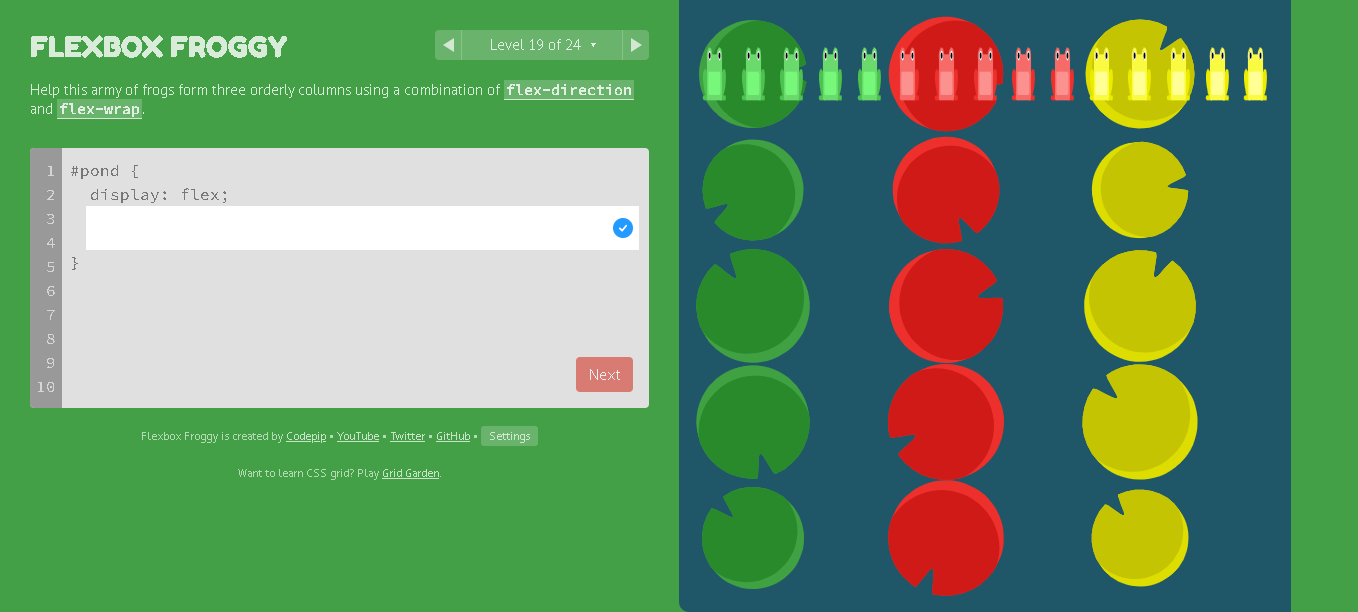 FLEXBOX FROGGY
◀ Level 19 of 24 ▾ ▶
Help this army of frogs form three orderly columns using a combination of flex-direction
and flex-wrap.
1 #pond {
2 display: flex;
3
4
5 }
6
7
8
9
10
Next
Flexbox Froggy is created by Codepip • YouTube • Twitter • GitHub • Settings
Want to learn CSS grid? Play Grid Garden.